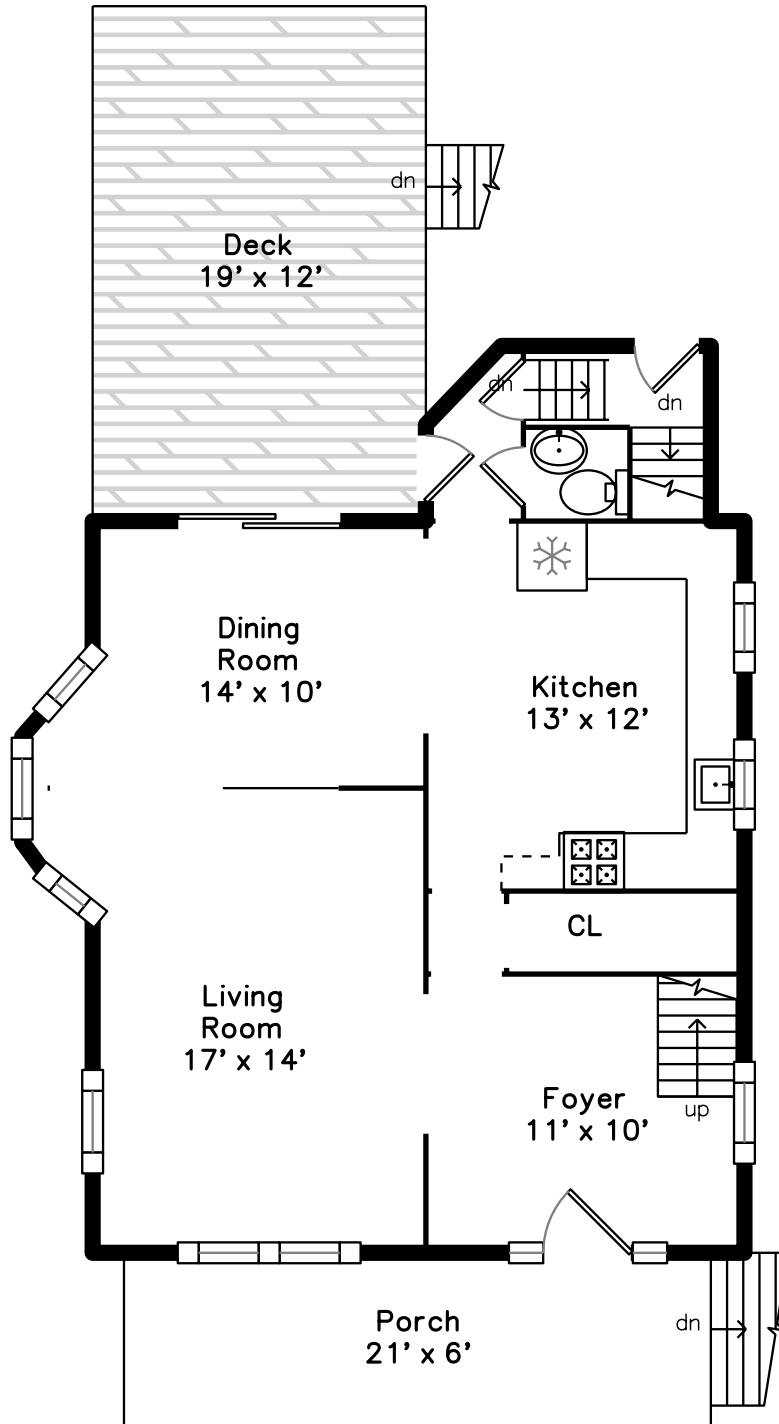 dn
Deck
19' x 12'
dn
dn
Dining
Room
14' x 10'
Kitchen
13' x 12'
CL
Living
Room
17' x 14'
Foyer
11' x 10'
up
Porch
21' x 6'
dn